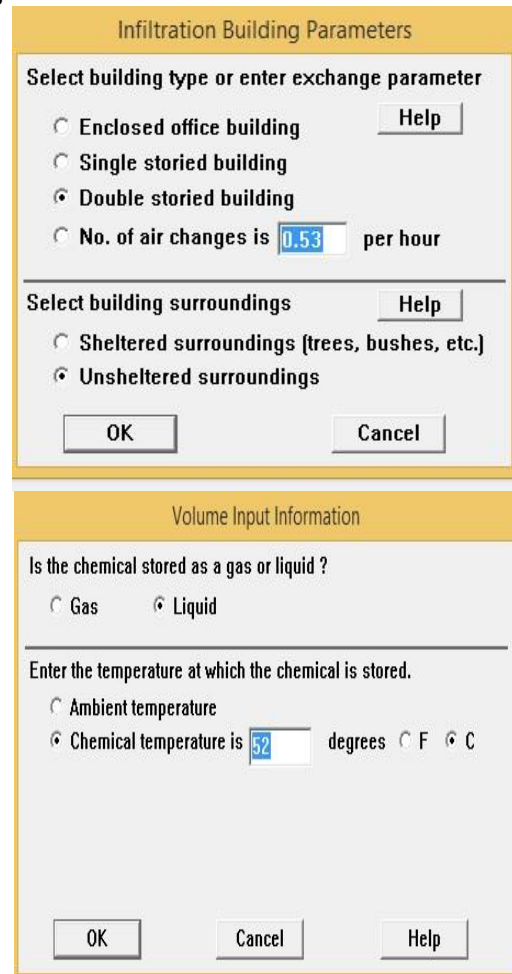 Infiltration Building Parameters
Select building type or enter exchange parameter
Enclosed office building
Help
Single storied building
Double storied building
No. of air changes is 0.53 per hour
Select building surroundings
Help
Sheltered surroundings (trees, bushes, etc.)
Unsheltered surroundings
OK Cancel
Volume Input Information
Is the chemical stored as a gas or liquid ?
Gas Liquid
Enter the temperature at which the chemical is stored.
Ambient temperature
Chemical temperature is 52 degrees F C
OK Cancel Help